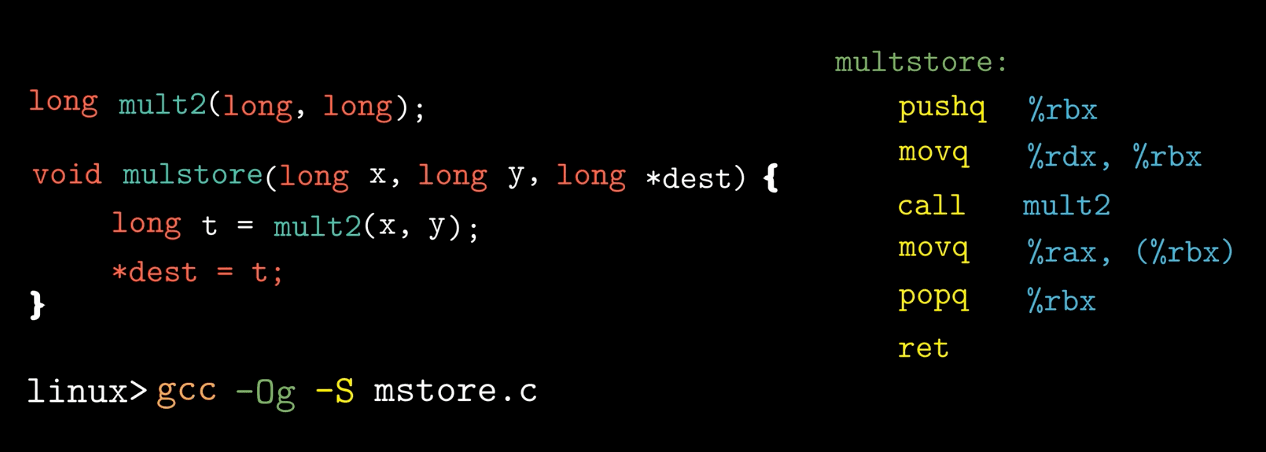 long mult2(long, long);
void mulstore(long x, long y, long *dest) {
long t = mult2(x, y);
*dest = t;
}
linux> gcc -Og -S mstore.c
multstore:
pushq %rbx
movq %rdx, %rbx
call mult2
movq %rax, (%rbx)
popq %rbx
ret